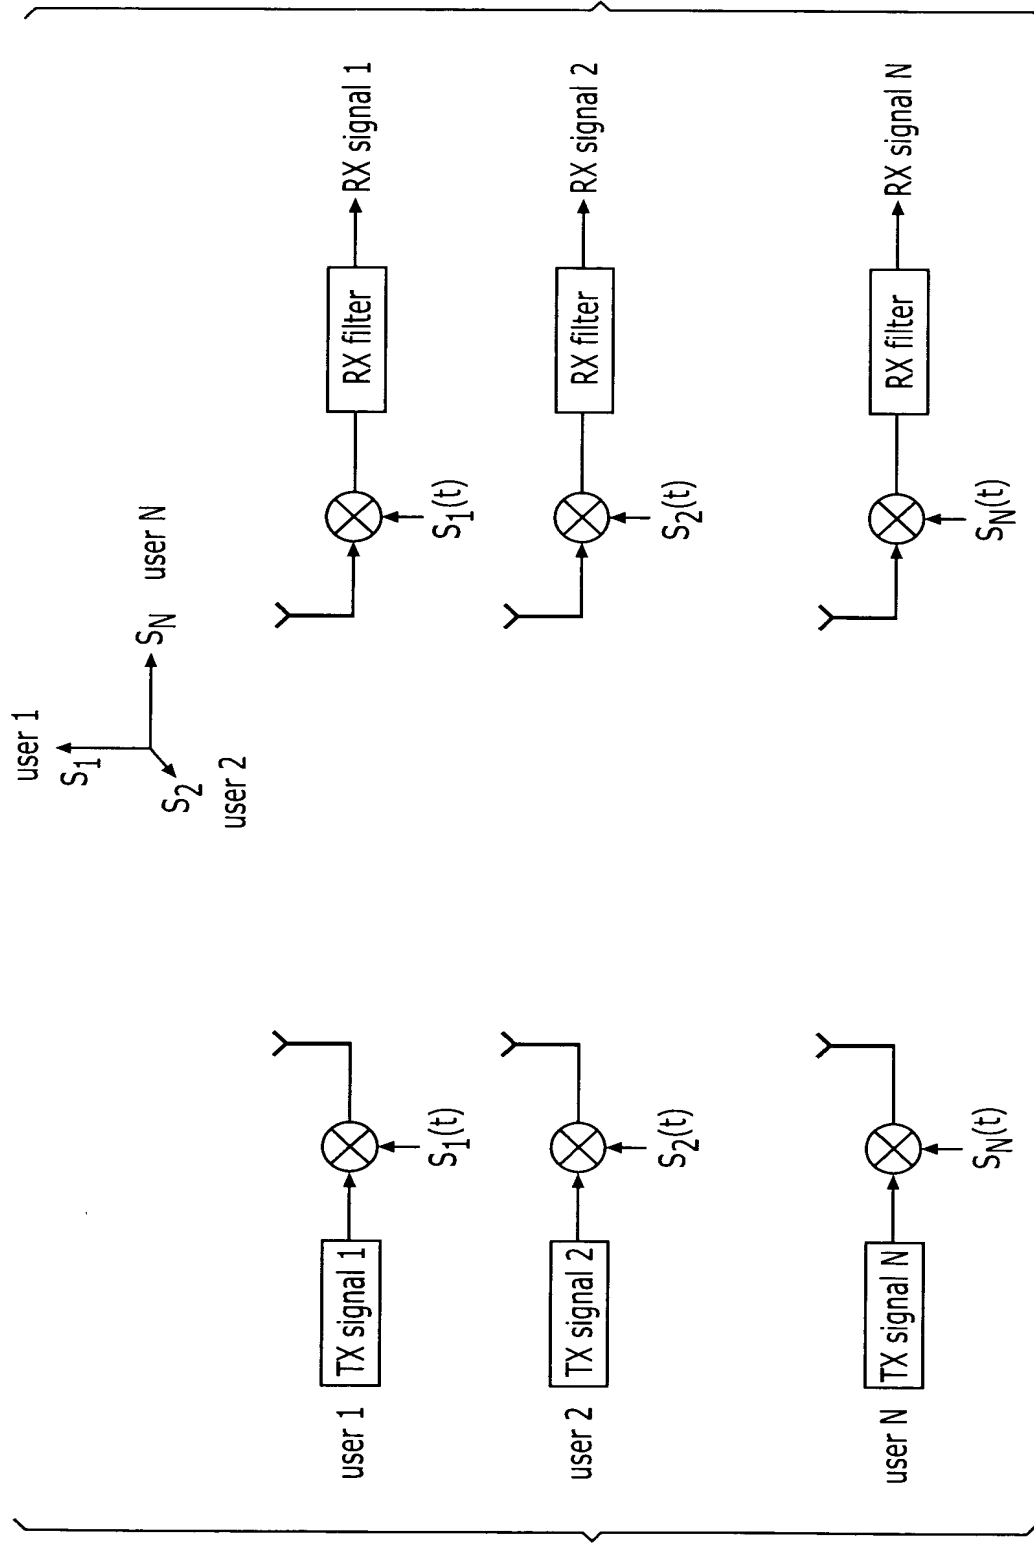 user 1
S1
S2
user 2
SN
user N
user 1
TX signal 1
S1(t)
S1(t)
RX filter
RX signal 1
user 2
TX signal 2
S2(t)
S2(t)
RX filter
RX signal 2
user N
TX signal N
SN(t)
SN(t)
RX filter
RX signal N